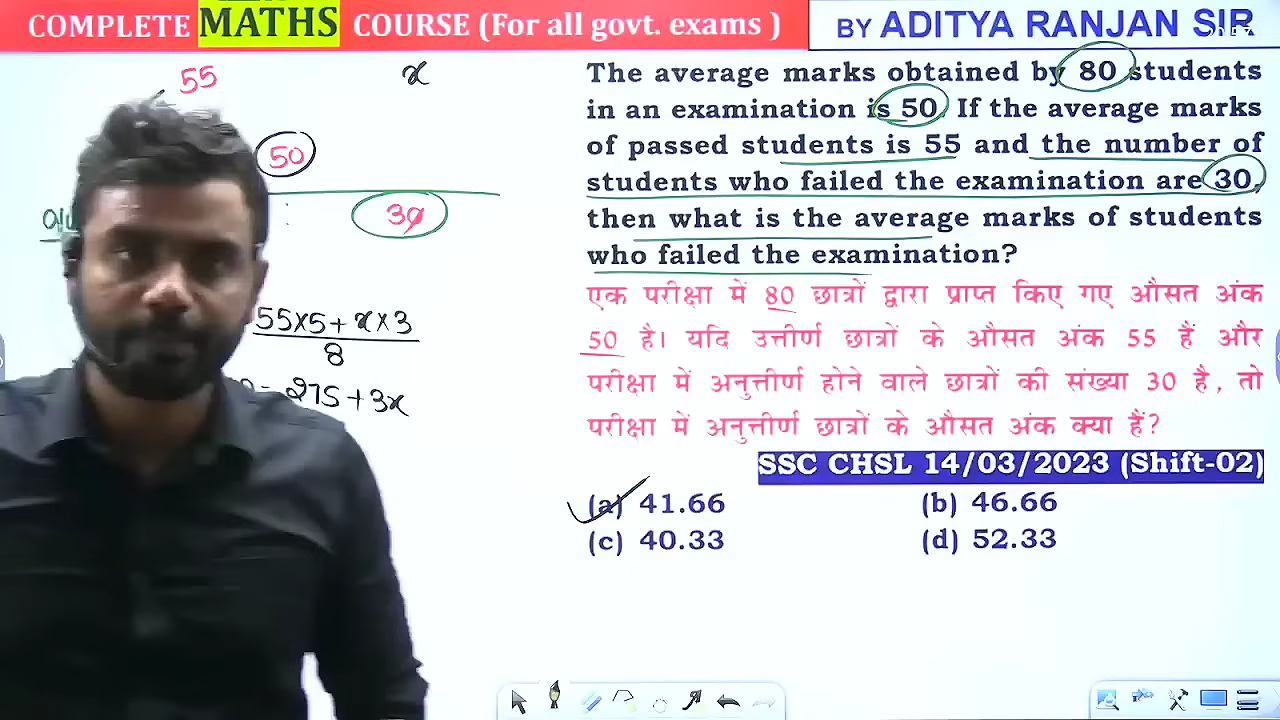 COMPLETE MATHS COURSE (For all govt. exams )
BY ADITYA RANJAN SIR
55 x
50
30
55x5+xx3
8
= 275+3x
The average marks obtained by 80 students
in an examination is 50. If the average marks
of passed students is 55 and the number of
students who failed the examination are 30,
then what is the average marks of students
who failed the examination?
एक परीक्षा में 80 छात्रों द्वारा प्राप्त किए गए औसत अंक
50 है। यदि उत्तीर्ण छात्रों के औसत अंक 55 हैं और
परीक्षा में अनुत्तीर्ण होने वाले छात्रों की संख्या 30 है, तो
परीक्षा में अनुत्तीर्ण छात्रों के औसत अंक क्या हैं?
SSC CHSL 14/03/2023 (Shift-02)
(a) 41.66 (b) 46.66
(c) 40.33 (d) 52.33